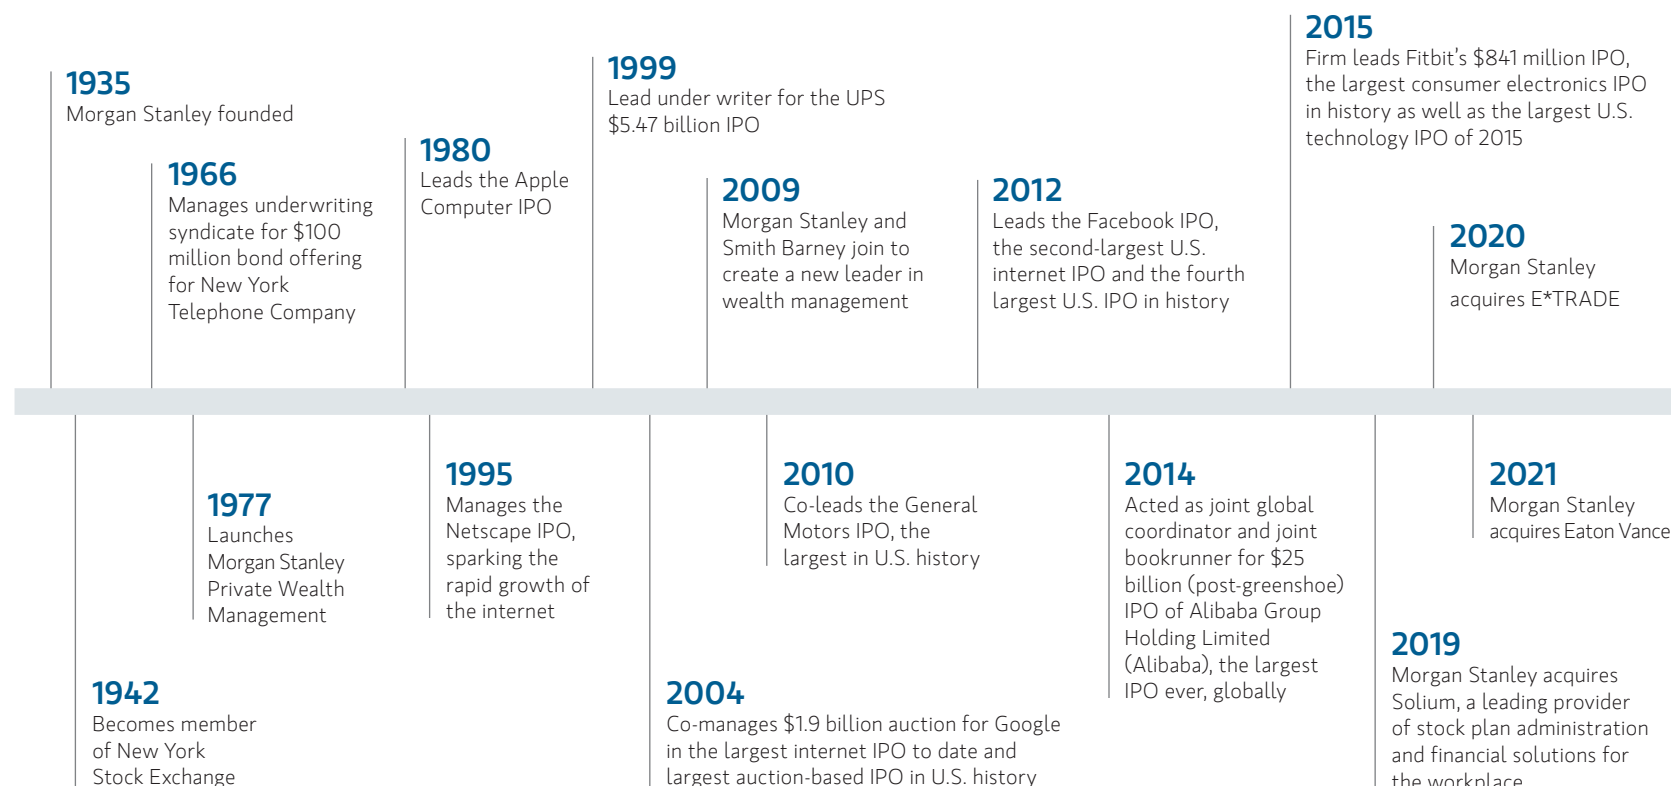 1935
Morgan Stanley founded
1966
Manages underwriting
syndicate for $100
million bond offering
for New York
Telephone Company
1980
Leads the Apple
Computer IPO
1999
Lead under writer for the UPS
$5.47 billion IPO
2009
Morgan Stanley and
Smith Barney join to
create a new leader in
wealth management
2012
Leads the Facebook IPO,
the second-largest U.S.
internet IPO and the fourth
largest U.S. IPO in history
2015
Firm leads Fitbit's $841 million IPO,
the largest consumer electronics IPO
in history as well as the largest U.S.
technology IPO of 2015
2020
Morgan Stanley
acquires E*TRADE
1942
Becomes member
of New York
Stock Exchange
1977
Launches
Morgan Stanley
Private Wealth
Management
1995
Manages the
Netscape IPO,
sparking the
rapid growth of
the internet
2004
Co-manages $1.9 billion auction for Google
in the largest internet IPO to date and
largest auction-based IPO in U.S. history
2010
Co-leads the General
Motors IPO, the
largest in U.S. history
2014
Acted as joint global
coordinator and joint
bookrunner for $25
billion (post-greenshoe)
IPO of Alibaba Group
Holding Limited
(Alibaba), the largest
IPO ever, globally
2019
Morgan Stanley acquires
Solium, a leading provider
of stock plan administration
and financial solutions for
the workplace
2021
Morgan Stanley
acquires Eaton Vance